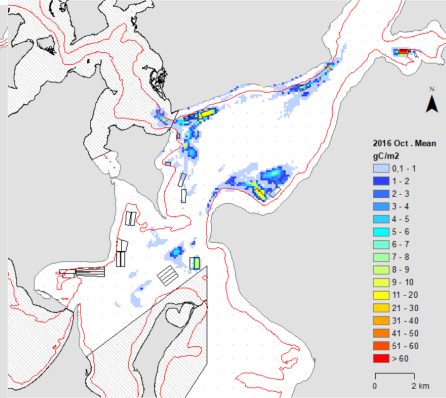 N
2016 Oct . Mean
gC/m2
0,1 - 1
1 - 2
2 - 3
3 - 4
4 - 5
5 - 6
6 - 7
7 - 8
8 - 9
9 - 10
11 - 20
21 - 30
31 - 40
41 - 50
51 - 60
> 60
0 2 km